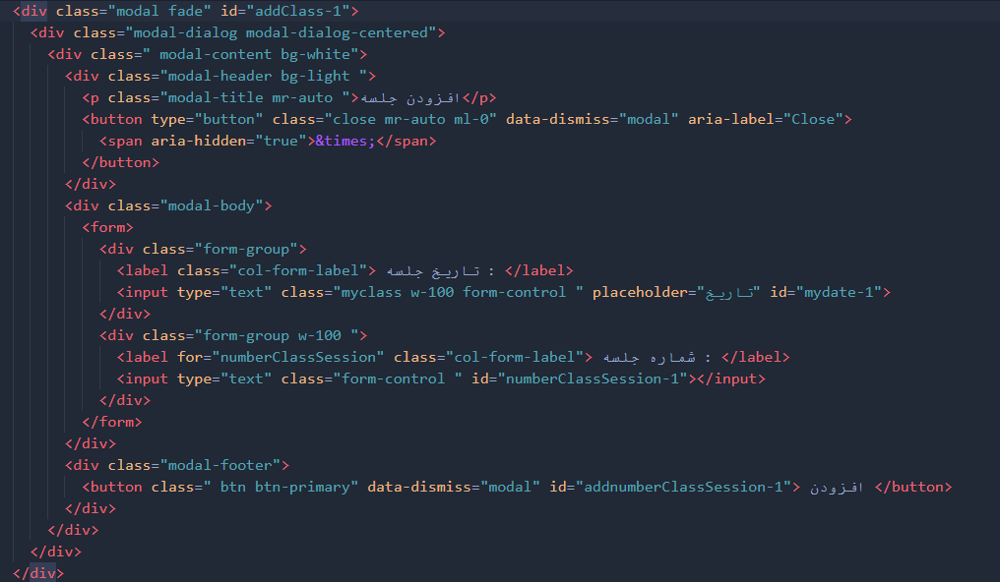 <div class="modal fade" id="addClass-1">
<div class="modal-dialog modal-dialog-centered">
<div class=" modal-content bg-white">
<div class="modal-header bg-light ">
<p class="modal-title mr-auto ">افزودن جلسه</p>
<button type="button" class="close mr-auto ml-0" data-dismiss="modal" aria-label="Close">
<span aria-hidden="true">&times;</span>
</button>
</div>
<div class="modal-body">
<form>
<div class="form-group">
<label class="col-form-label"> تاریخ جلسه : </label>
<input type="text" class="myclass w-100 form-control " placeholder="تاریخ" id="mydate-1">
</div>
<div class="form-group w-100 ">
<label for="numberClassSession" class="col-form-label"> شماره جلسه : </label>
<input type="text" class="form-control " id="numberClassSession-1"></input>
</div>
</form>
</div>
<div class="modal-footer">
<button class=" btn btn-primary" data-dismiss="modal" id="addnumberClassSession-1"> افزودن </button>
</div>
</div>
</div>
</div>